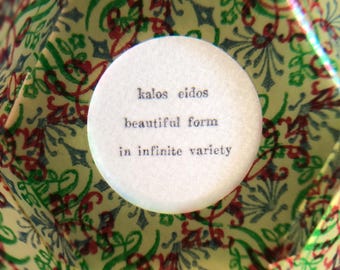 kalos eidos
beautiful form
in infinite variety